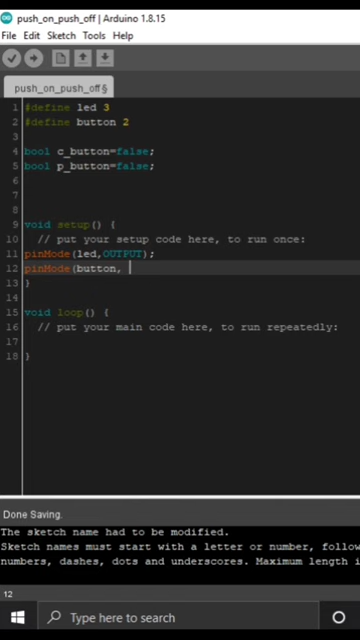 push_on_push_off | Arduino 1.8.15
File Edit Sketch Tools Help
push_on_push_off§
1 #define led 3
2 #define button 2
3
4 bool c_button=false;
5 bool p_button=false;
6
7
8
9 void setup() {
10 // put your setup code here, to run once:
11 pinMode(led,OUTPUT);
12 pinMode(button,
13 }
14
15 void loop() {
16 // put your main code here, to run repeatedly:
17
18 }
Done Saving.
The sketch name had to be modified.
Sketch names must start with a letter or number, follow
numbers, dashes, dots and underscores. Maximum length i
12
Type here to search